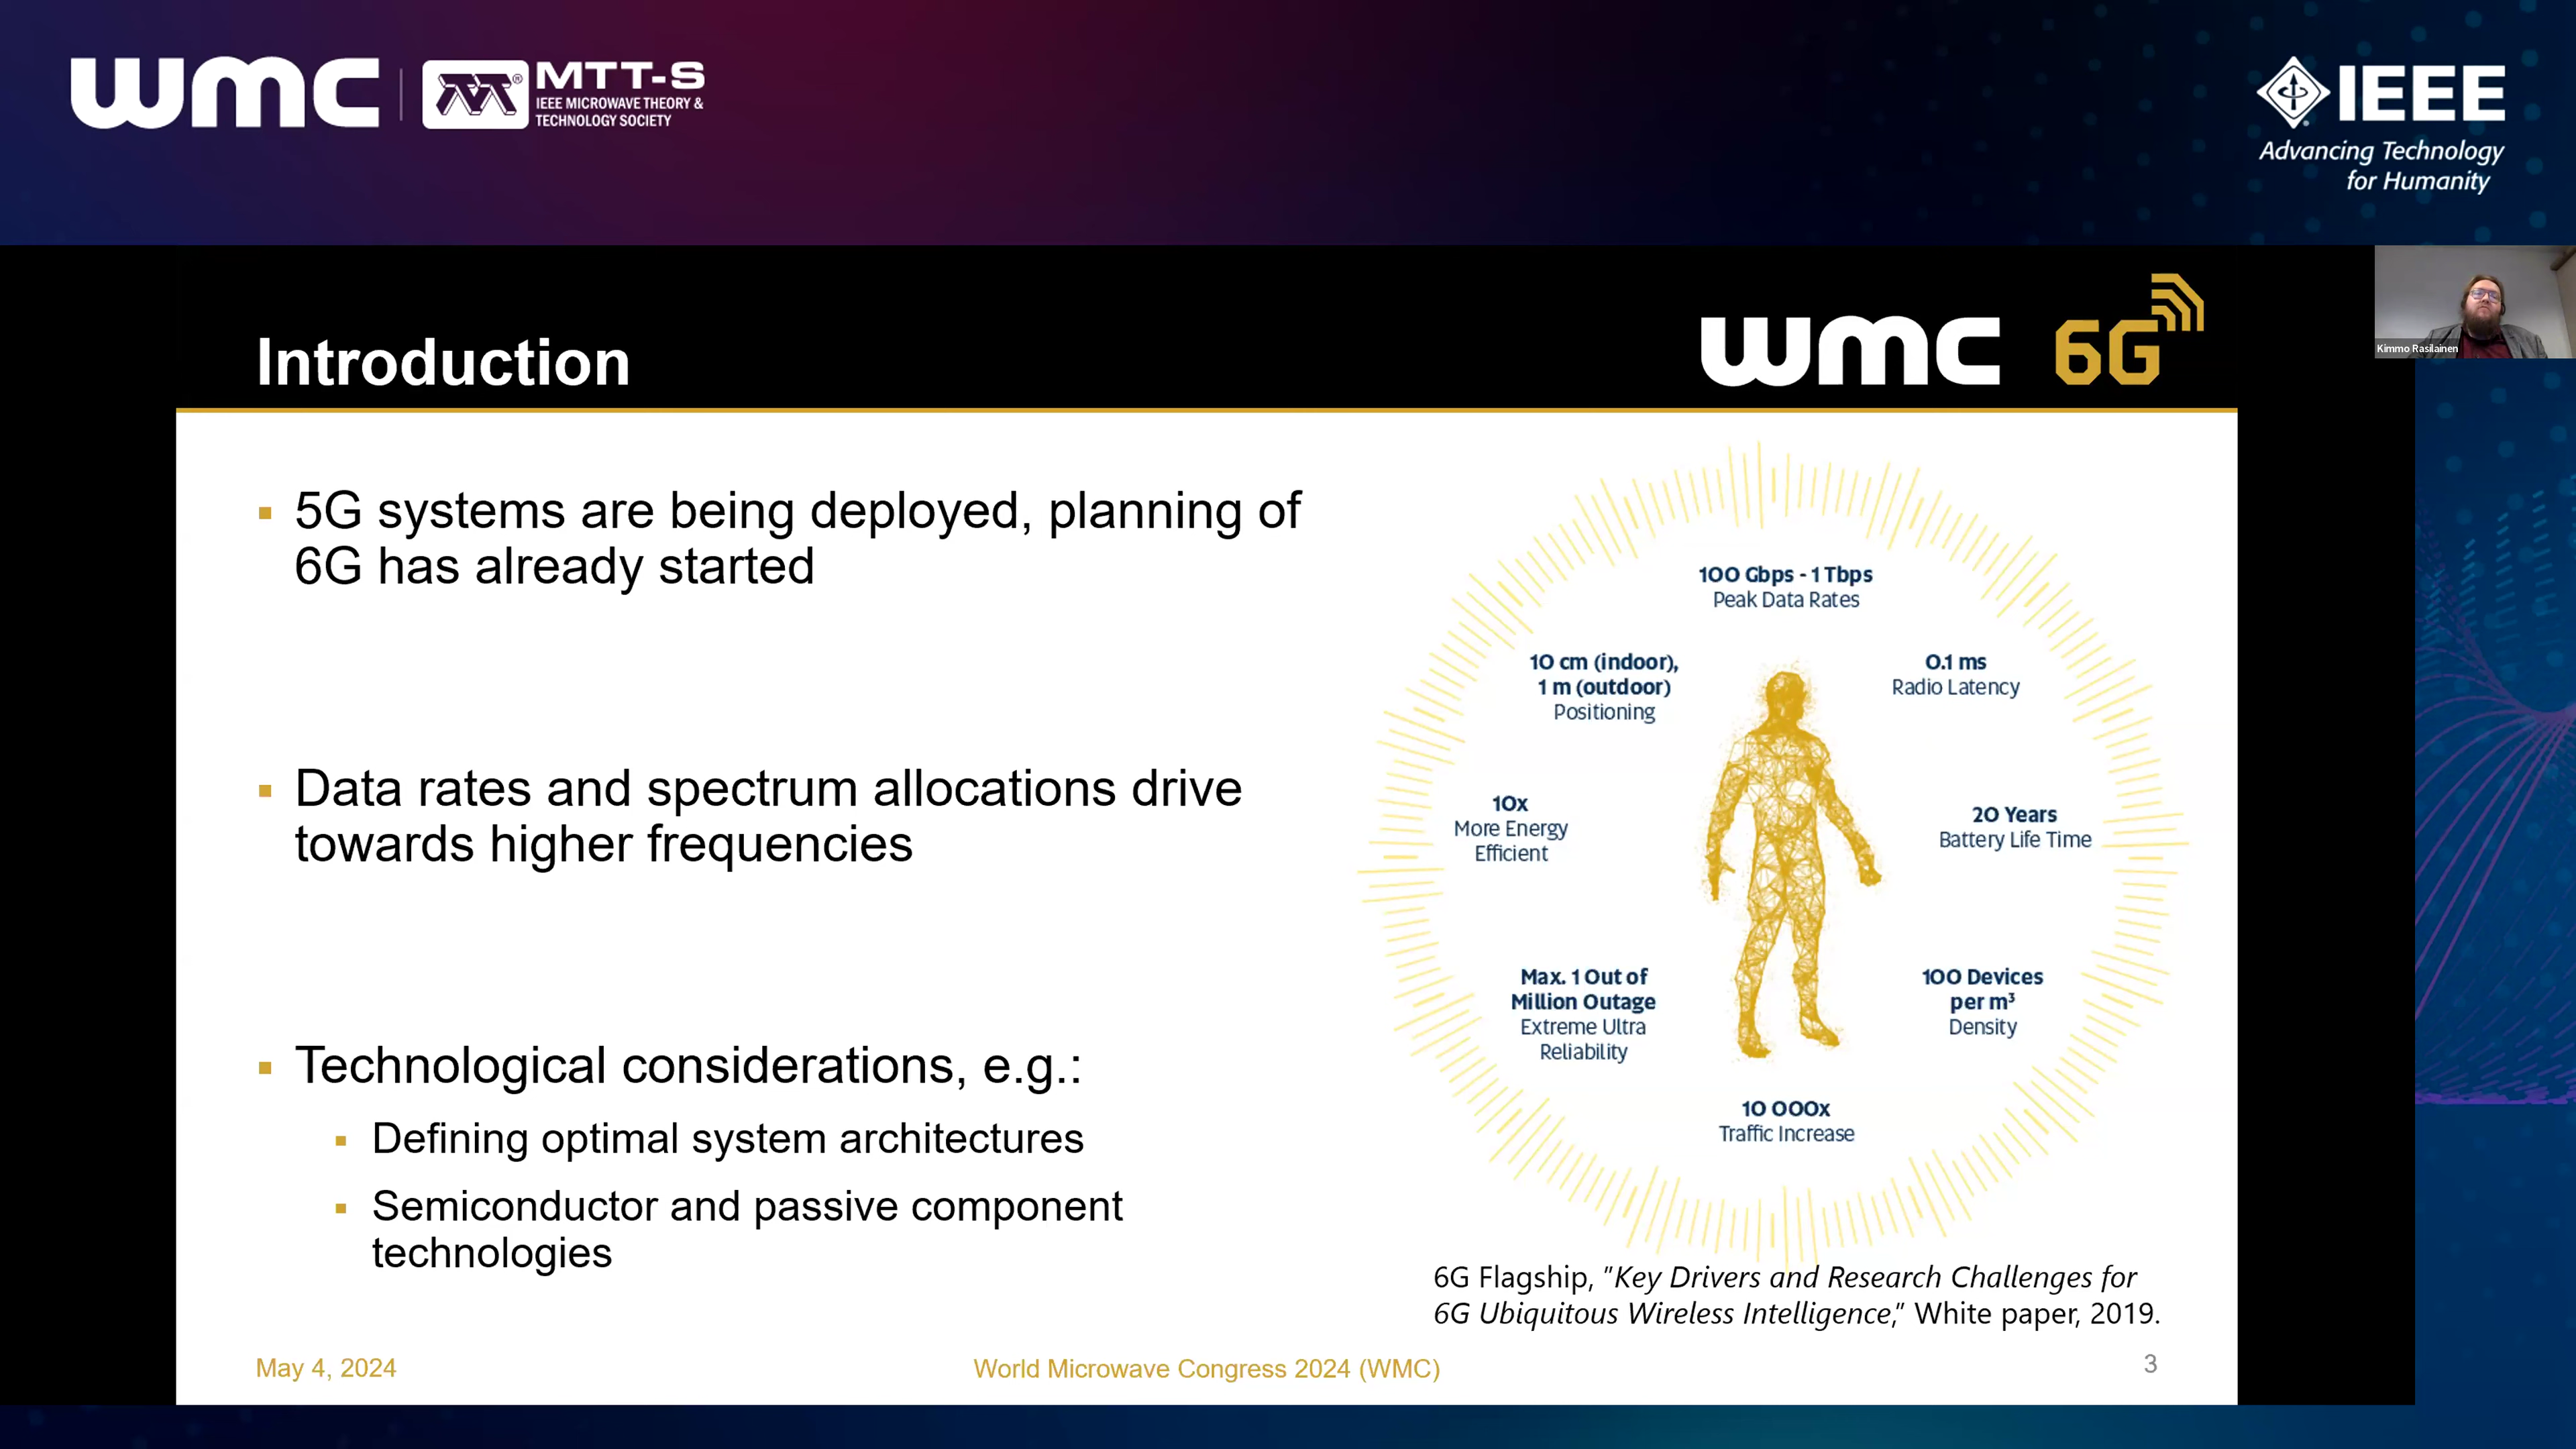 wmc
MTT-S
IEEE MICROWAVE THEORY &
TECHNOLOGY SOCIETY
IEEE
Advancing Technology
for Humanity
Introduction
wmc 6G
Kimmo Rasilainen
5G systems are being deployed, planning of
6G has already started
Data rates and spectrum allocations drive
towards higher frequencies
Technological considerations, e.g.:
Defining optimal system architectures
Semiconductor and passive component
technologies
100 Gbps - 1 Tbps
Peak Data Rates
10 cm (indoor),
1 m (outdoor)
Positioning
0.1 ms
Radio Latency
10x
More Energy
Efficient
20 Years
Battery Life Time
Max. 1 Out of
Million Outage
Extreme Ultra
Reliability
100 Devices
per m³
Density
10 000x
Traffic Increase
6G Flagship, "Key Drivers and Research Challenges for
6G Ubiquitous Wireless Intelligence," White paper, 2019.
May 4, 2024
World Microwave Congress 2024 (WMC)
3